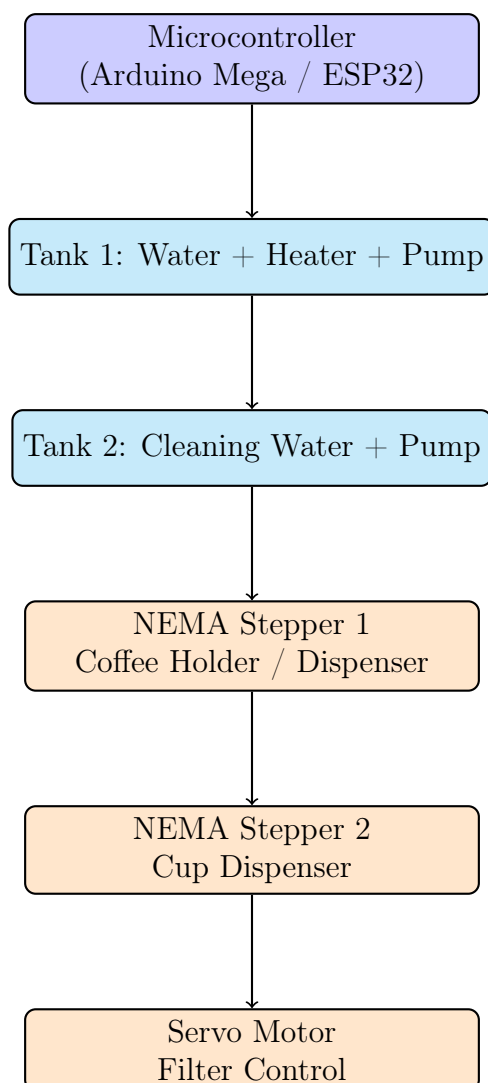 Microcontroller
(Arduino Mega / ESP32)
Tank 1: Water + Heater + Pump
Tank 2: Cleaning Water + Pump
NEMA Stepper 1
Coffee Holder / Dispenser
NEMA Stepper 2
Cup Dispenser
Servo Motor
Filter Control